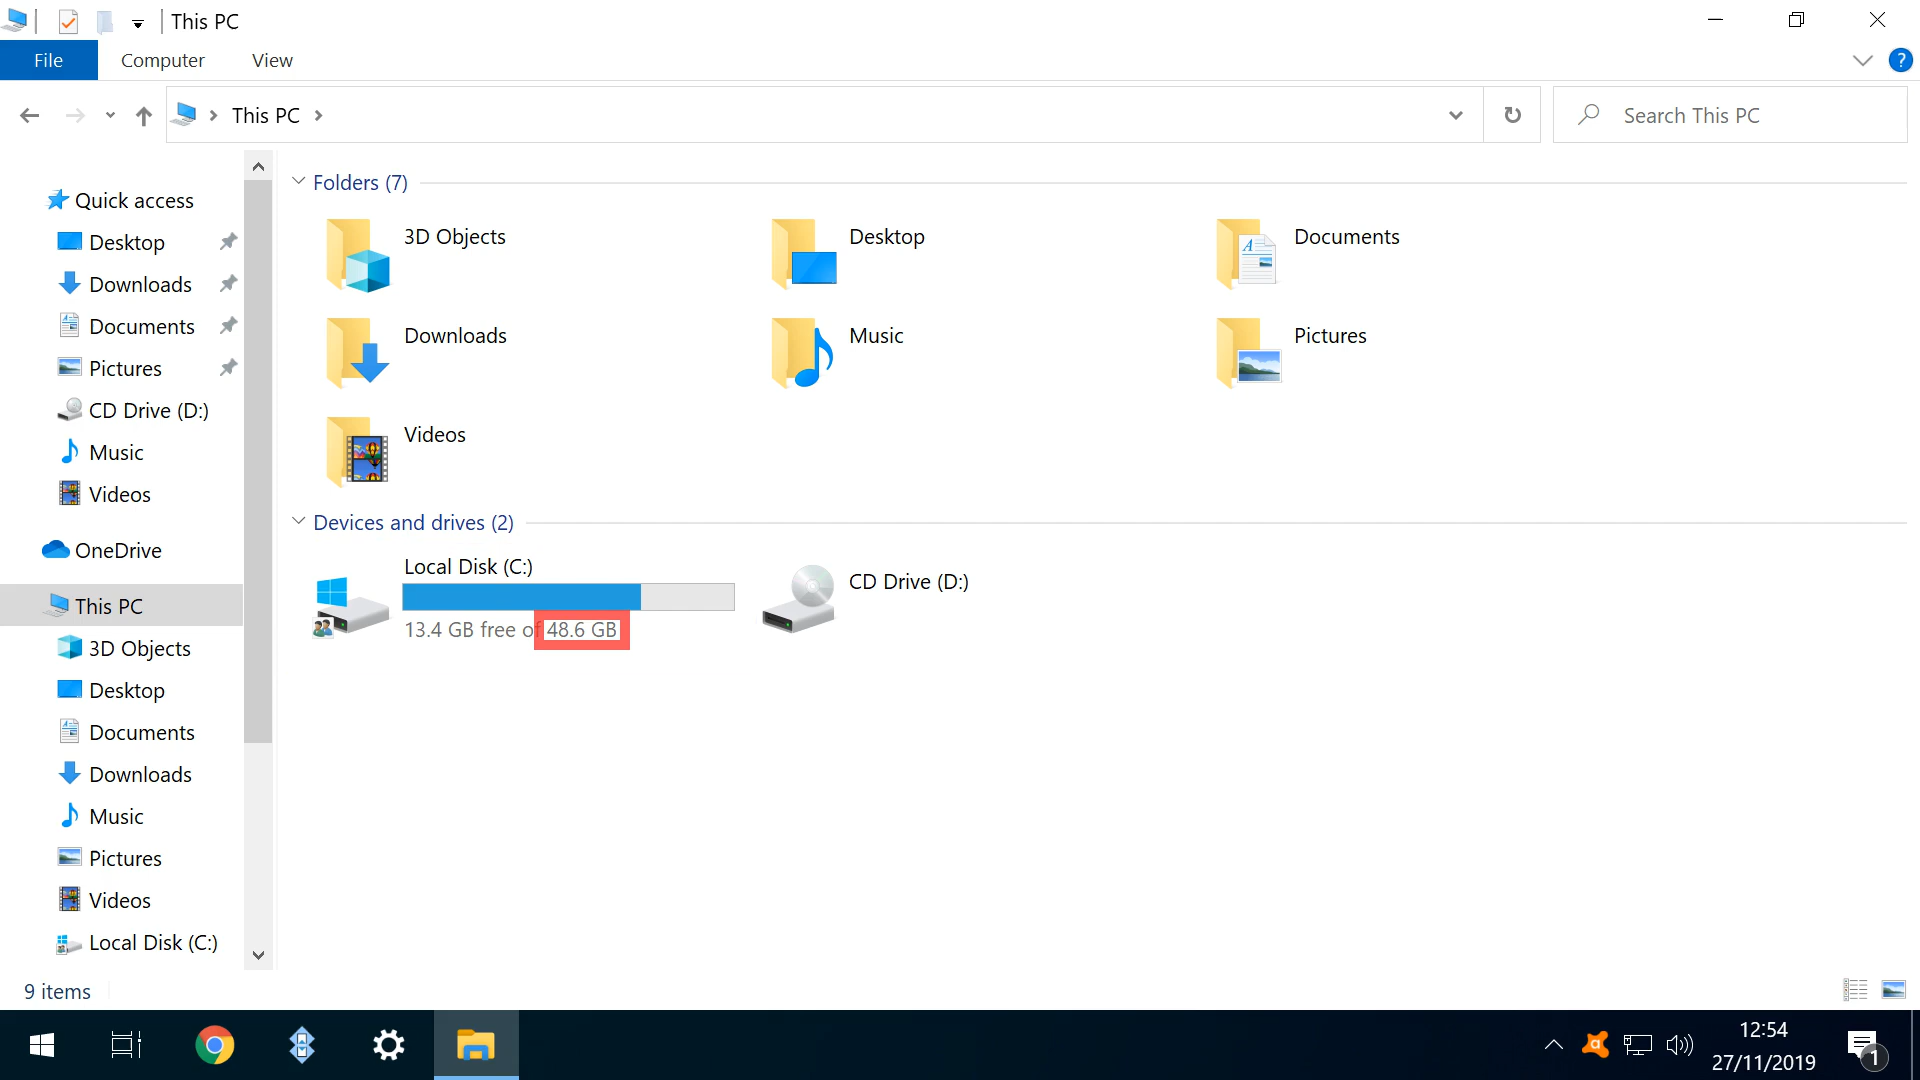 This PC
File Computer View
?
This PC
Search This PC
Quick access
Desktop
Downloads
Documents
Pictures
CD Drive (D:)
Music
Videos
OneDrive
This PC
3D Objects
Desktop
Documents
Downloads
Music
Pictures
Videos
Local Disk (C:)
Folders (7)
3D Objects
Desktop
Documents
Downloads
Music
Pictures
Videos
Devices and drives (2)
Local Disk (C:)
13.4 GB free of 48.6 GB
CD Drive (D:)
9 items
12:54
27/11/2019
1